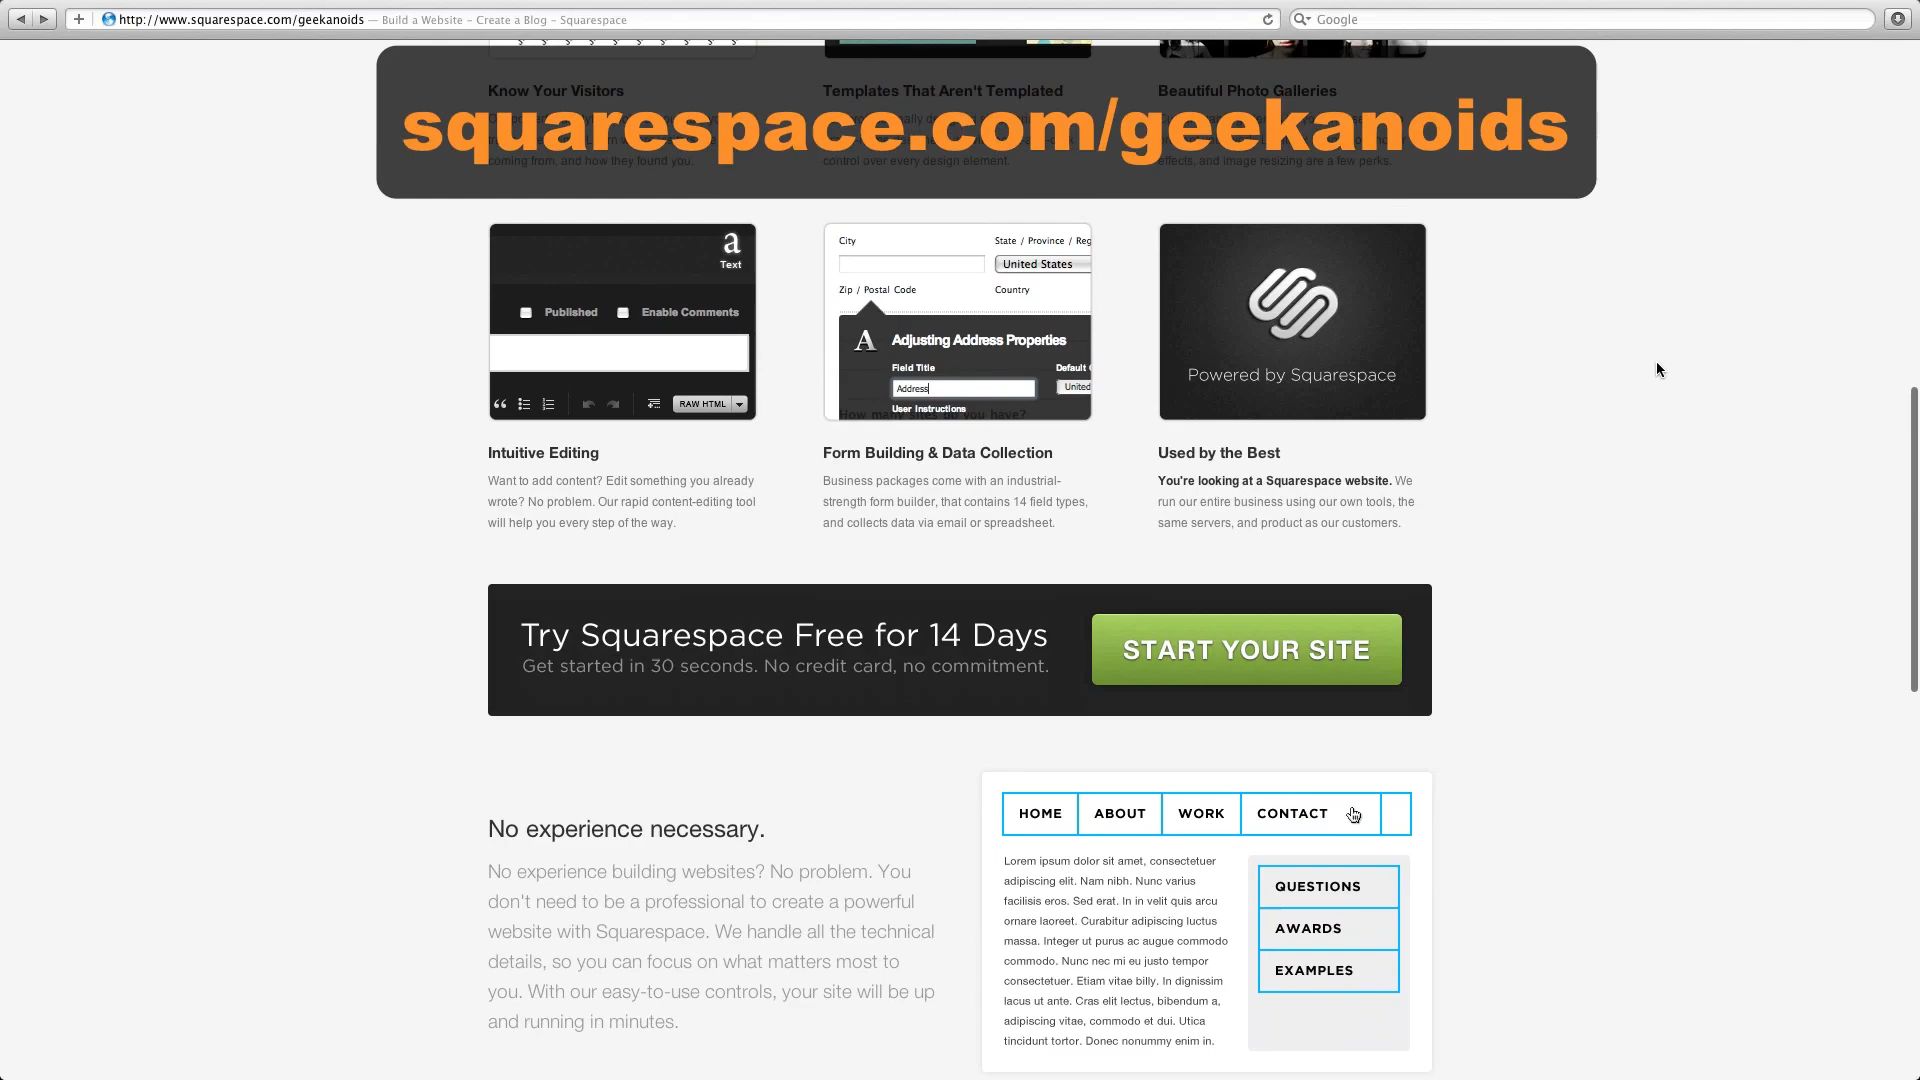 http://www.squarespace.com/geekanoids — Build a Website – Create a Blog – Squarespace
Google
Know Your Visitors
Templates That Aren't Templated
Beautiful Photo Galleries
squarespace.com/geekanoids
coming from, and how they found you.
control over every design element.
effects, and image resizing are a few perks.
a
Text
Published
Enable Comments
RAW HTML
City
State / Province / Reg
United States
Zip / Postal Code
Country
A
Adjusting Address Properties
Field Title
Default
Address
United
User Instructions
How many sites do you have?
Powered by Squarespace
Intuitive Editing
Want to add content? Edit something you already
wrote? No problem. Our rapid content-editing tool
will help you every step of the way.
Form Building & Data Collection
Business packages come with an industrial-
strength form builder, that contains 14 field types,
and collects data via email or spreadsheet.
Used by the Best
You're looking at a Squarespace website. We
run our entire business using our own tools, the
same servers, and product as our customers.
Try Squarespace Free for 14 Days
Get started in 30 seconds. No credit card, no commitment.
START YOUR SITE
No experience necessary.
No experience building websites? No problem. You
don't need to be a professional to create a powerful
website with Squarespace. We handle all the technical
details, so you can focus on what matters most to
you. With our easy-to-use controls, your site will be up
and running in minutes.
HOME
ABOUT
WORK
CONTACT
Lorem ipsum dolor sit amet, consectetuer
adipiscing elit. Nam nibh. Nunc varius
facilisis eros. Sed erat. In in velit quis arcu
ornare laoreet. Curabitur adipiscing luctus
massa. Integer ut purus ac augue commodo
commodo. Nunc nec mi eu justo tempor
consectetuer. Etiam vitae billy. In dignissim
lacus ut ante. Cras elit lectus, bibendum a,
adipiscing vitae, commodo et dui. Utica
tincidunt tortor. Donec nonummy enim in.
QUESTIONS
AWARDS
EXAMPLES